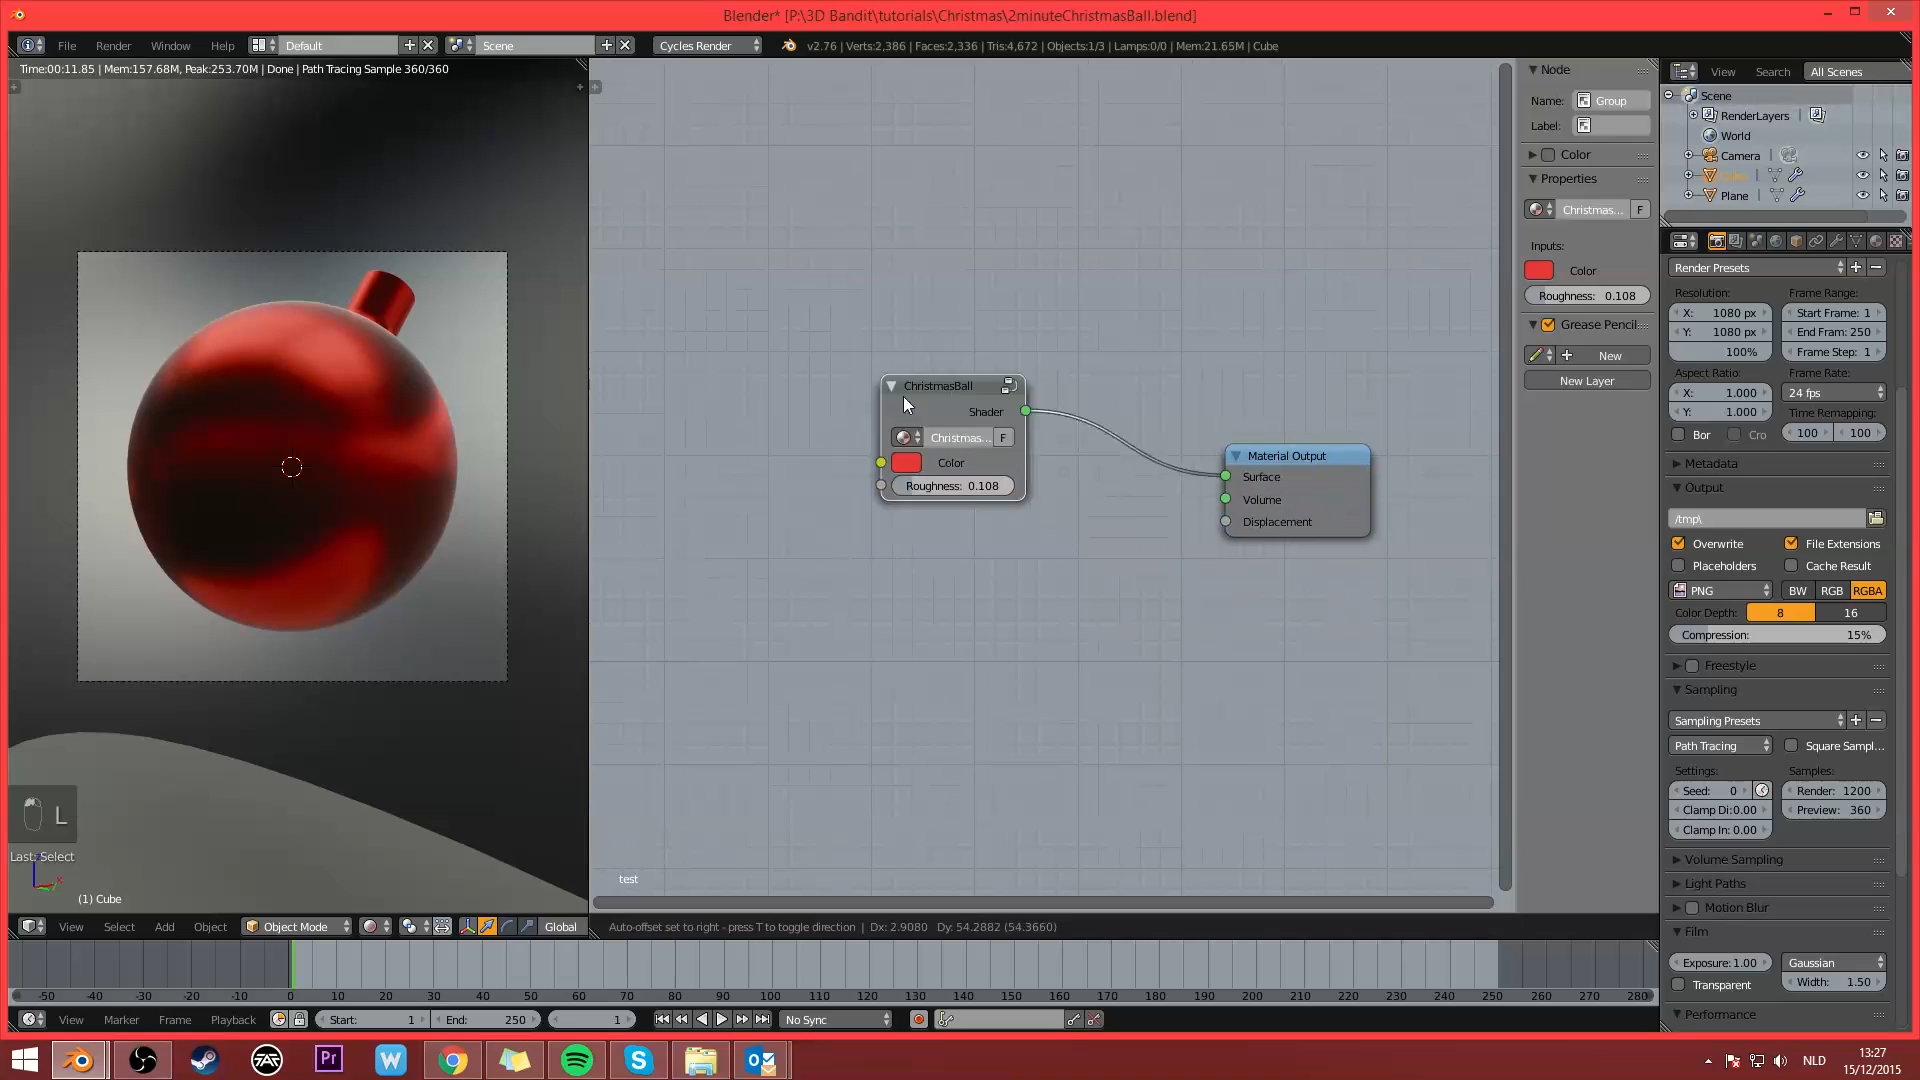 Blender* [P:\3D Bandit\tutorials\Christmas\2minuteChristmasBall.blend]
File Render Window Help Default Scene Cycles Render v2.76 | Verts:2,386 | Faces:2,336 | Tris:4,672 | Objects:1/3 | Lamps:0/0 | Mem:21.65M | Cube
Time:00:11.85 | Mem:157.68M, Peak:253.70M | Done | Path Tracing Sample 360/360
L
Last: Select
(1) Cube
View Select Add Object Object Mode Global
ChristmasBall
Shader
Christmas... F
Color
Roughness: 0.108
Material Output
Surface
Volume
Displacement
test
Auto-offset set to right - press T to toggle direction | Dx: 2.9080 Dy: 54.2882 (54.3660)
Node
Name: Group
Label:
Color
Properties
Christmas... F
Inputs:
Color
Roughness: 0.108
Grease Pencil
New
New Layer
View Search All Scenes
Scene
RenderLayers
World
Camera
Plane
Render Presets
Resolution: Frame Range:
X: 1080 px Start Frame: 1
Y: 1080 px End Fram: 250
100% Frame Step: 1
Aspect Ratio: Frame Rate:
X: 1.000 24 fps
Y: 1.000 Time Remapping:
Bor Cro 100 100
Metadata
Output
/tmp\
Overwrite File Extensions
Placeholders Cache Result
PNG BW RGB RGBA
Color Depth: 8 16
Compression: 15%
Freestyle
Sampling
Sampling Presets
Path Tracing Square Sampl...
Settings: Samples:
Seed: 0 Render: 1200
Clamp Di:0.00 Preview: 360
Clamp In: 0.00
Volume Sampling
Light Paths
Motion Blur
Film
Exposure: 1.00 Gaussian
Transparent Width: 1.50
Performance
-50 -40 -30 -20 -10 0 10 20 30 40 50 60 70 80 90 100 110 120 130 140 150 160 170 180 190 200 210 220 230 240 250 260 270 280
View Marker Frame Playback Start: 1 End: 250 1 No Sync
Pr W S NLD 13:27
15/12/2015